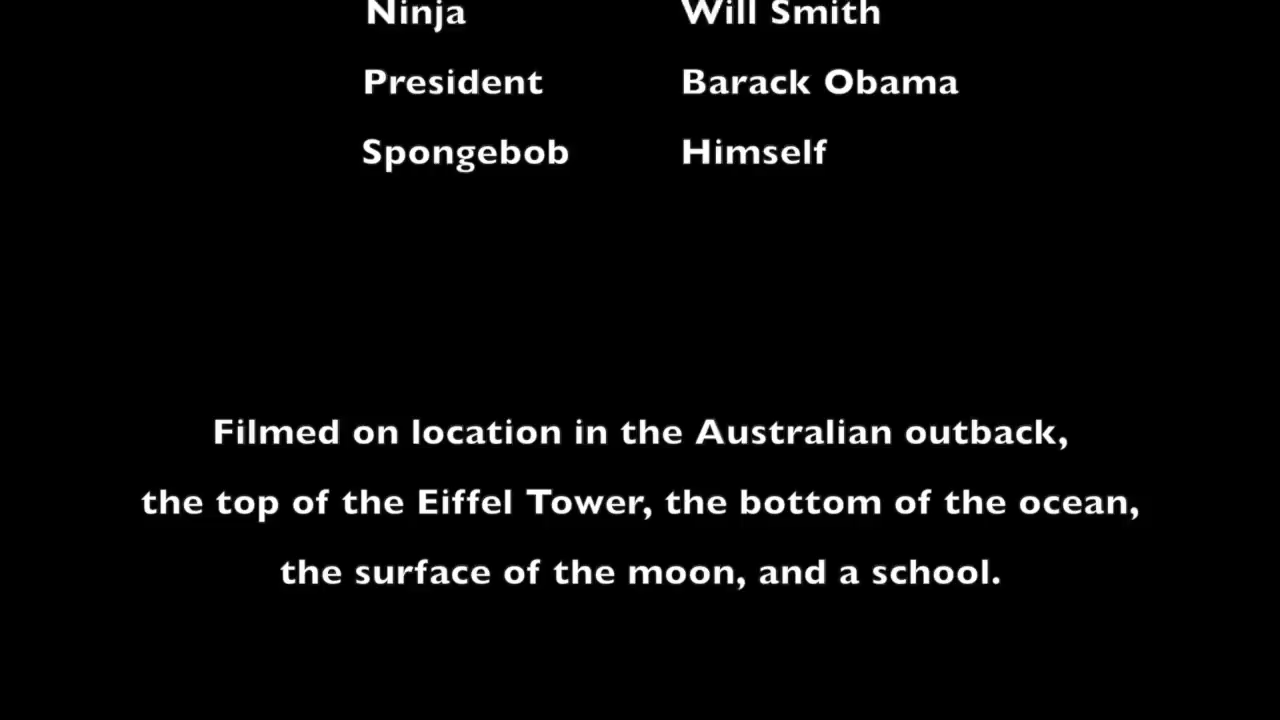 Ninja Will Smith
President Barack Obama
Spongebob Himself
Filmed on location in the Australian outback,
the top of the Eiffel Tower, the bottom of the ocean,
the surface of the moon, and a school.